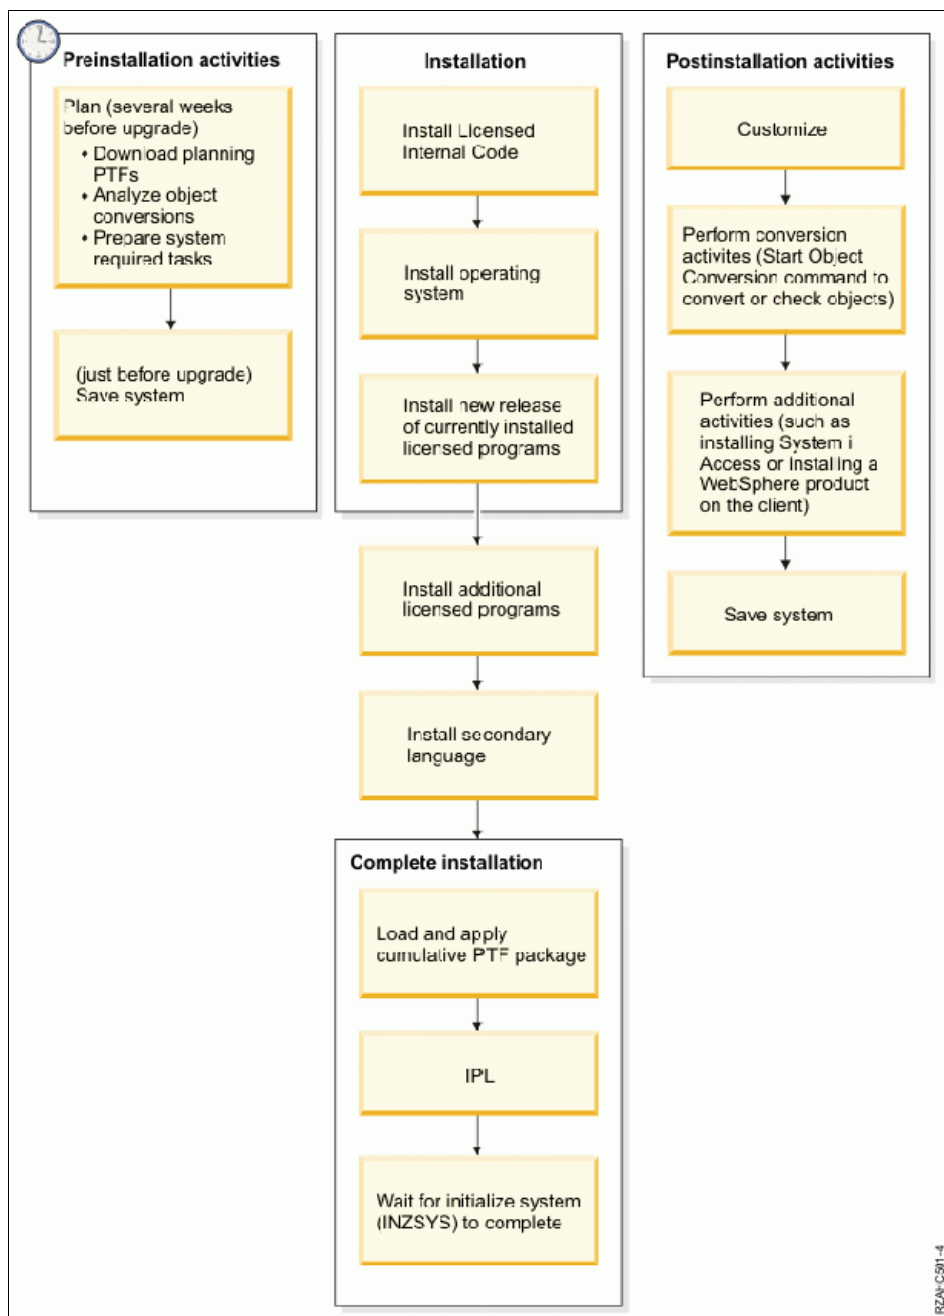 Preinstallation activities
Plan (several weeks
before upgrade)
• Download planning
PTFs
• Analyze object
conversions
• Prepare system
required tasks
(just before upgrade)
Save system
Installation
Install Licensed
Internal Code
Install operating
system
Install new release
of currently installed
licensed programs
Install additional
licensed programs
Install secondary
language
Complete installation
Load and apply
cumulative PTF package
IPL
Wait for initialize system
(INZSYS) to complete
Postinstallation activities
Customize
Perform conversion
activites (Start Object
Conversion command to
convert or check objects)
Perform additional
activities (such as
installing System i
Access or installing a
WebSphere product
on the client)
Save system
RZAHC501-4